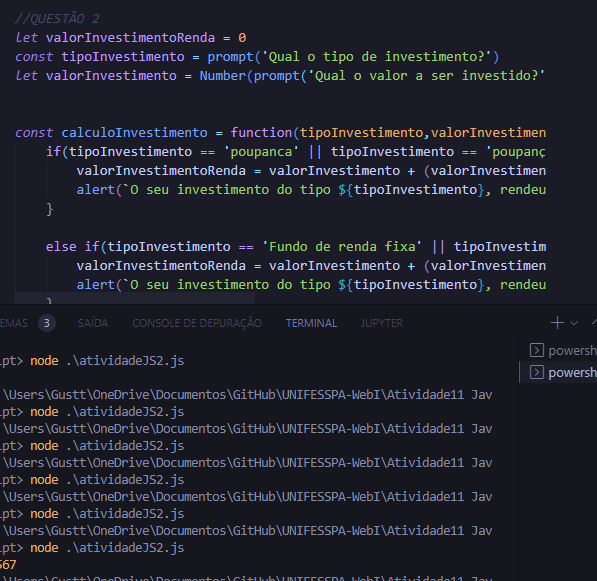 //QUESTÃO 2
let valorInvestimentoRenda = 0
const tipoInvestimento = prompt('Qual o tipo de investimento?')
let valorInvestimento = Number(prompt('Qual o valor a ser investido?'
const calculoInvestimento = function(tipoInvestimento,valorInvestimen
if(tipoInvestimento == 'poupanca' || tipoInvestimento == 'poupanç
valorInvestimentoRenda = valorInvestimento + (valorInvestimen
alert(`O seu investimento do tipo ${tipoInvestimento}, rendeu
}
else if(tipoInvestimento == 'Fundo de renda fixa' || tipoInvestim
valorInvestimentoRenda = valorInvestimento + (valorInvestimen
alert(`O seu investimento do tipo ${tipoInvestimento}, rendeu
}
EMAS 3 SAÍDA CONSOLE DE DEPURAÇÃO TERMINAL JUPYTER
ipt> node .\atividadeJS2.js
\Users\Gustt\OneDrive\Documentos\GitHub\UNIFESSPA-WebI\Atividade11 Jav
ipt> node .\atividadeJS2.js
\Users\Gustt\OneDrive\Documentos\GitHub\UNIFESSPA-WebI\Atividade11 Jav
ipt> node .\atividadeJS2.js
\Users\Gustt\OneDrive\Documentos\GitHub\UNIFESSPA-WebI\Atividade11 Jav
ipt> node .\atividadeJS2.js
\Users\Gustt\OneDrive\Documentos\GitHub\UNIFESSPA-WebI\Atividade11 Jav
ipt> node .\atividadeJS2.js
\Users\Gustt\OneDrive\Documentos\GitHub\UNIFESSPA-WebI\Atividade11 Jav
ipt> node .\atividadeJS2.js
567
\Users\Gustt\OneDrive\Documentos\GitHub\UNIFESSPA-WebI\Atividade11 Jav
powersh
powersh